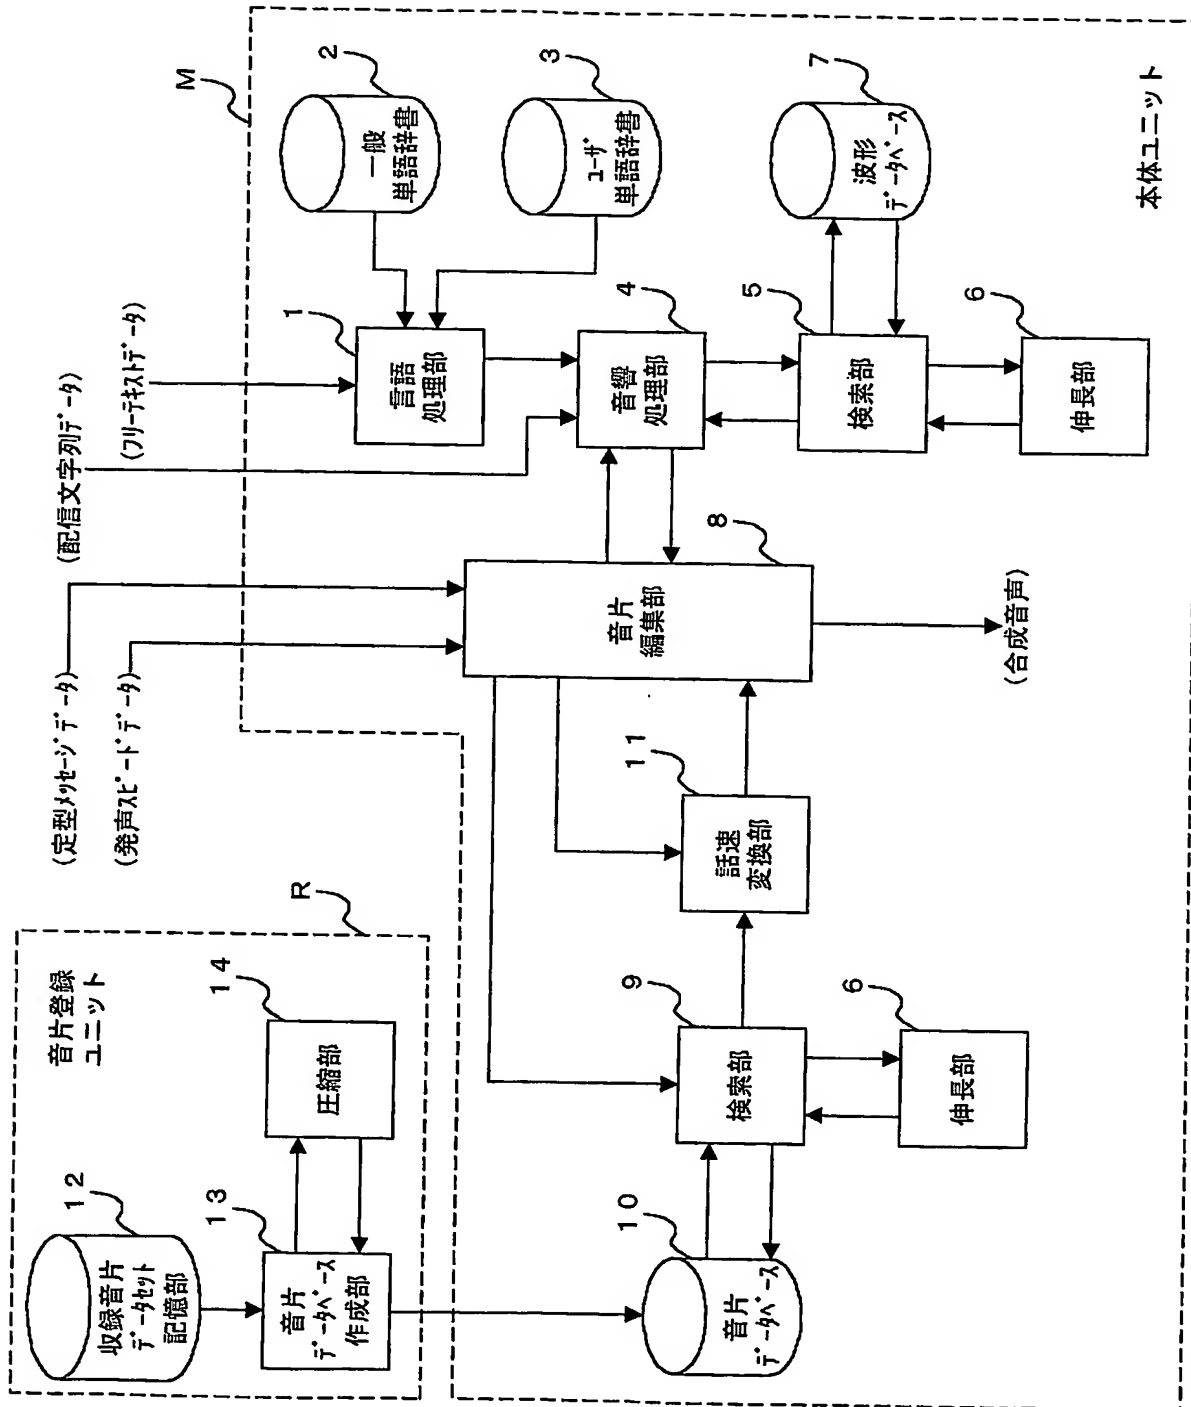 音片登録
ユニット
R
収録音片
データセット
記憶部
12
音片
データベース
作成部
13
圧縮部
14
(定型メッセージデータ)
(発声スピードデータ)
(配信文字列データ)
(フリーテキストデータ)
M
言語
処理部
1
一般
単語辞書
2
ユーザ
単語辞書
3
音響
処理部
4
検索部
5
伸長部
6
波形
データベース
7
音片
編集部
8
検索部
9
伸長部
6
音片
データベース
10
話速
変換部
11
(合成音声)
本体ユニット